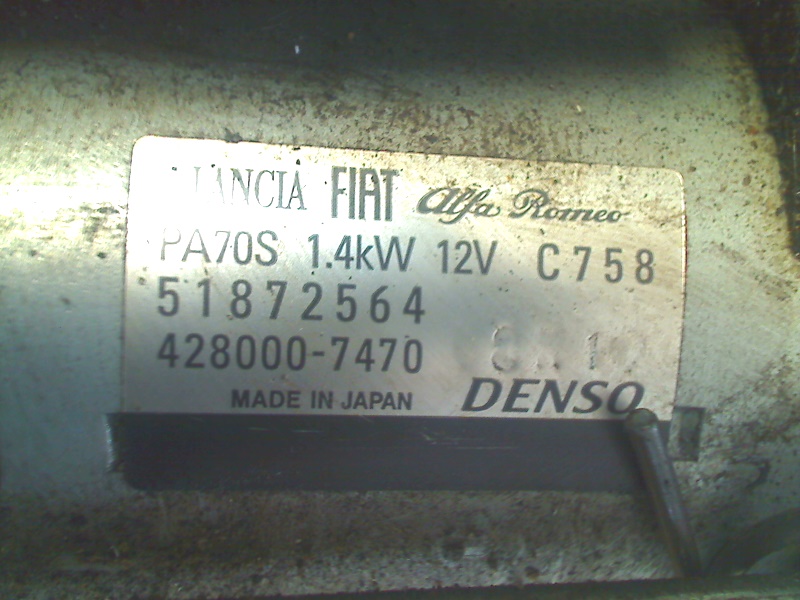 LANCIA FIAT Alfa Romeo
PA70S 1.4kW 12V C758
51872564
428000-7470
MADE IN JAPAN DENSO